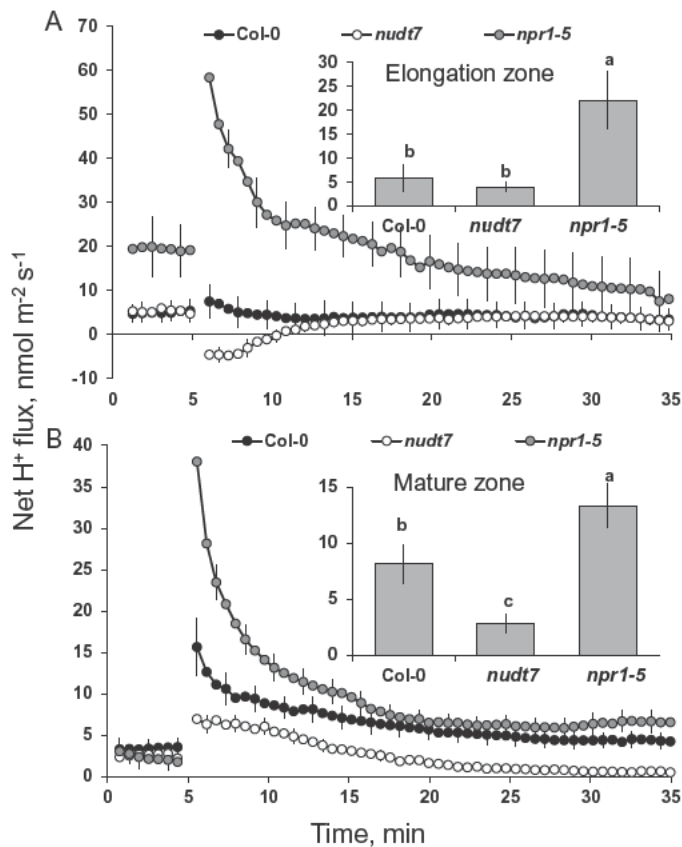 A
Col-0 nudt7 npr1-5
70
60
50
40
30
20
10
0
-10
0 5 10 15 20 25 30 35
Elongation zone
30
25
20
15
10
5
0
b b a
Col-0 nudt7 npr1-5
Net H⁺ flux, nmol m⁻² s⁻¹
B
Col-0 nudt7 npr1-5
40
35
30
25
20
15
10
5
0
0 5 10 15 20 25 30 35
Mature zone
15
10
5
0
b c a
Col-0 nudt7 npr1-5
Time, min